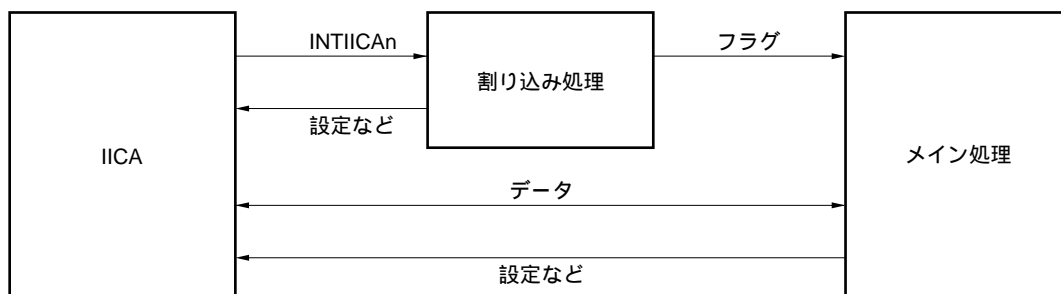 INTIICAn
フラグ
割り込み処理
設定など
IICA
メイン処理
データ
設定など